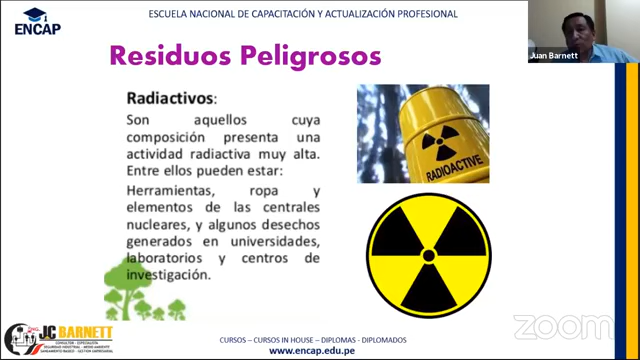 ESCUELA NACIONAL DE CAPACITACIÓN Y ACTUALIZACIÓN PROFESIONAL
ENCAP
Residuos Peligrosos
Juan Barnett
Radiactivos:
Son aquellos cuya
composición presenta una
actividad radiactiva muy alta.
Entre ellos pueden estar:
Herramientas, ropa y
elementos de las centrales
nucleares, y algunos desechos
generados en universidades,
laboratorios y centros de
investigación.
RADIOACTIVE
ING.
JC BARNETT
CONSULTOR - ESPECIALISTA
SEGURIDAD INDUSTRIAL - MEDIO AMBIENTE
SANEAMIENTO BASICO - GESTIÓN EMPRESARIAL
CURSOS – CURSOS IN HOUSE – DIPLOMAS - DIPLOMADOS
www.encap.edu.pe
zoom